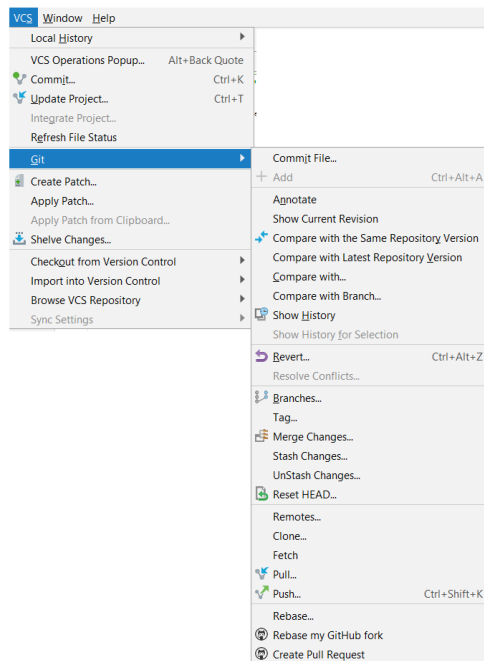 VCS Window Help
Local History
VCS Operations Popup... Alt+Back Quote
Commit... Ctrl+K
Update Project... Ctrl+T
Integrate Project...
Refresh File Status
Git
Create Patch...
Apply Patch...
Apply Patch from Clipboard...
Shelve Changes...
Checkout from Version Control
Import into Version Control
Browse VCS Repository
Sync Settings
Commit File...
Add Ctrl+Alt+A
Annotate
Show Current Revision
Compare with the Same Repository Version
Compare with Latest Repository Version
Compare with...
Compare with Branch...
Show History
Show History for Selection
Revert... Ctrl+Alt+Z
Resolve Conflicts...
Branches...
Tag...
Merge Changes...
Stash Changes...
UnStash Changes...
Reset HEAD...
Remotes...
Clone...
Fetch
Pull...
Push... Ctrl+Shift+K
Rebase...
Rebase my GitHub fork
Create Pull Request